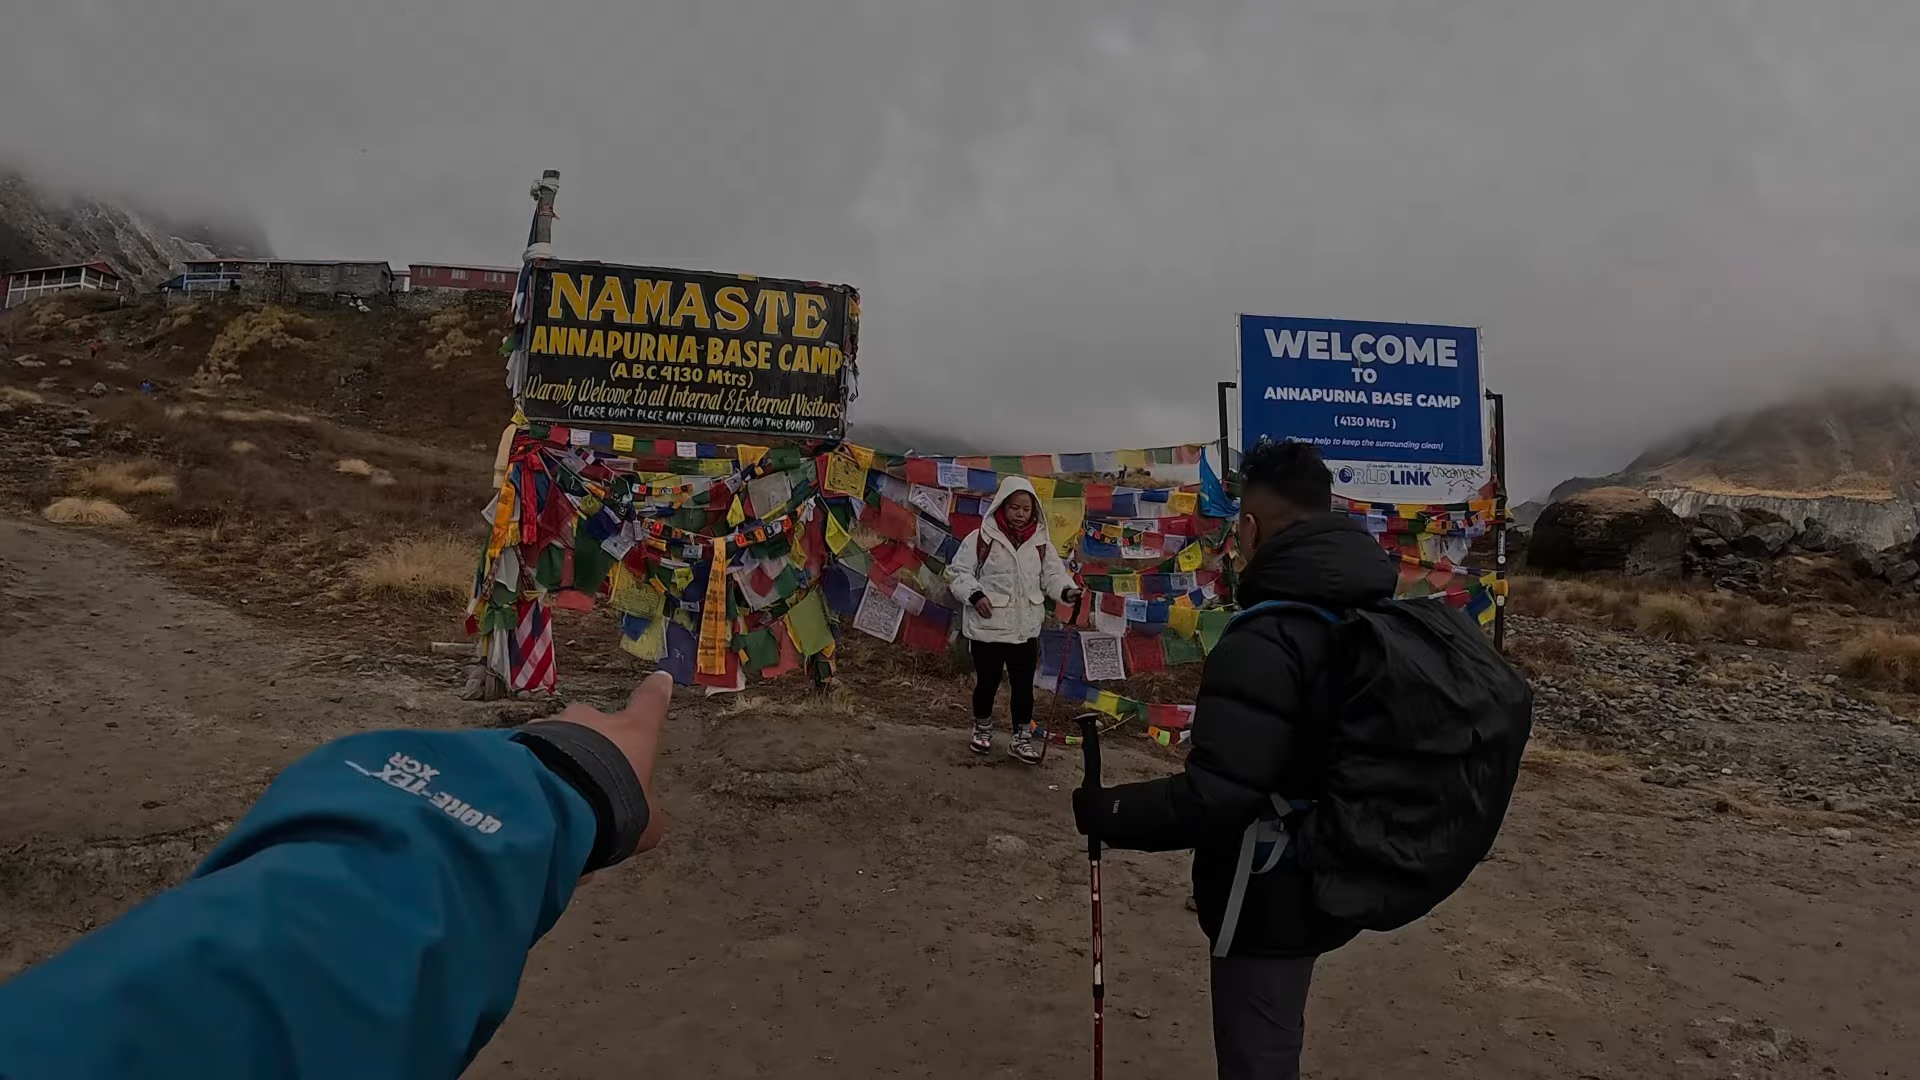 NAMASTE
ANNAPURNA BASE CAMP
(A.B.C.4130 Mtrs)
Warmly Welcome to all Internal & External Visitors
(PLEASE DON'T PLACE ANY STRICKER,CARDS ON THIS BOARD)
WELCOME
TO
ANNAPURNA BASE CAMP
( 4130 Mtrs )
(Please help to keep the surrounding clean)
WORLDLINK
GORE-TEX
XCR